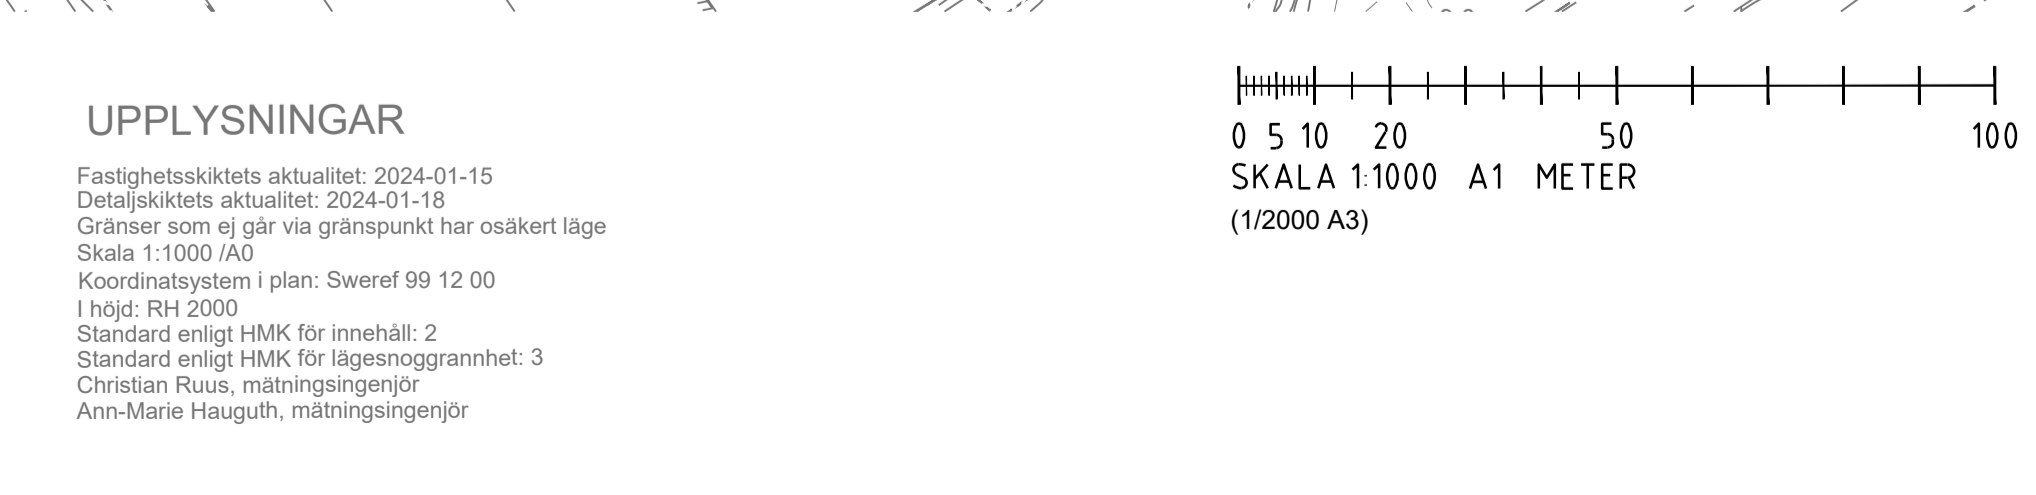 UPPLYSNINGAR
Fastighetsskiktets aktualitet: 2024-01-15
Detaljskiktets aktualitet: 2024-01-18
Gränser som ej går via gränspunkt har osäkert läge
Skala 1:1000 /A0
Koordinatsystem i plan: Sweref 99 12 00
I höjd: RH 2000
Standard enligt HMK för innehåll: 2
Standard enligt HMK för lägesnoggrannhet: 3
Christian Ruus, mätningsingenjör
Ann-Marie Hauguth, mätningsingenjör
0 5 10 20 50 100
SKALA 1:1000 A1 METER
(1/2000 A3)